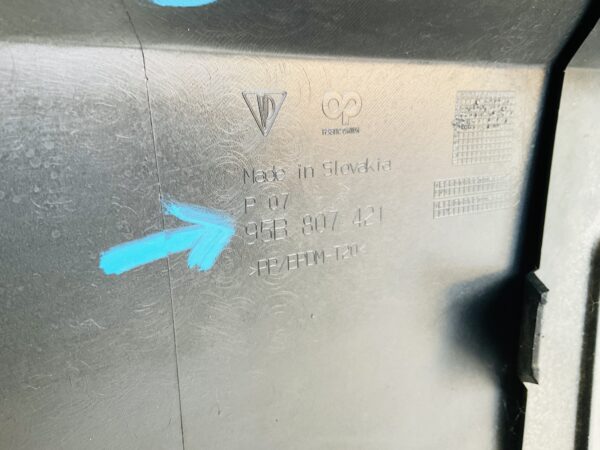 Made in Slovakia
P 07
95B 807 421
>PP/EPDM-T20<